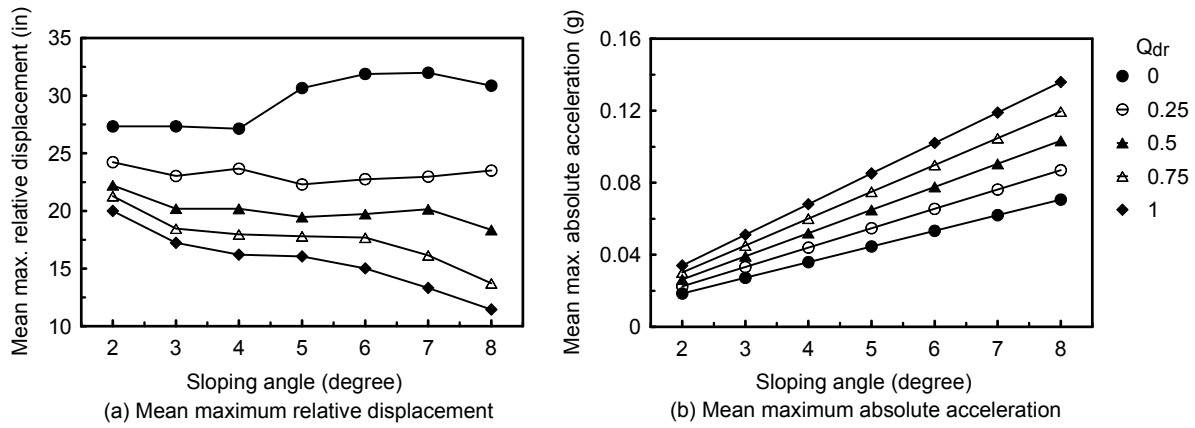 Mean max. relative displacement (in)
35
30
25
20
15
10
2 3 4 5 6 7 8
Sloping angle (degree)
(a) Mean maximum relative displacement
Mean max. absolute acceleration (g)
0.16
0.12
0.08
0.04
0
2 3 4 5 6 7 8
Sloping angle (degree)
(b) Mean maximum absolute acceleration
Qdr
0
0.25
0.5
0.75
1